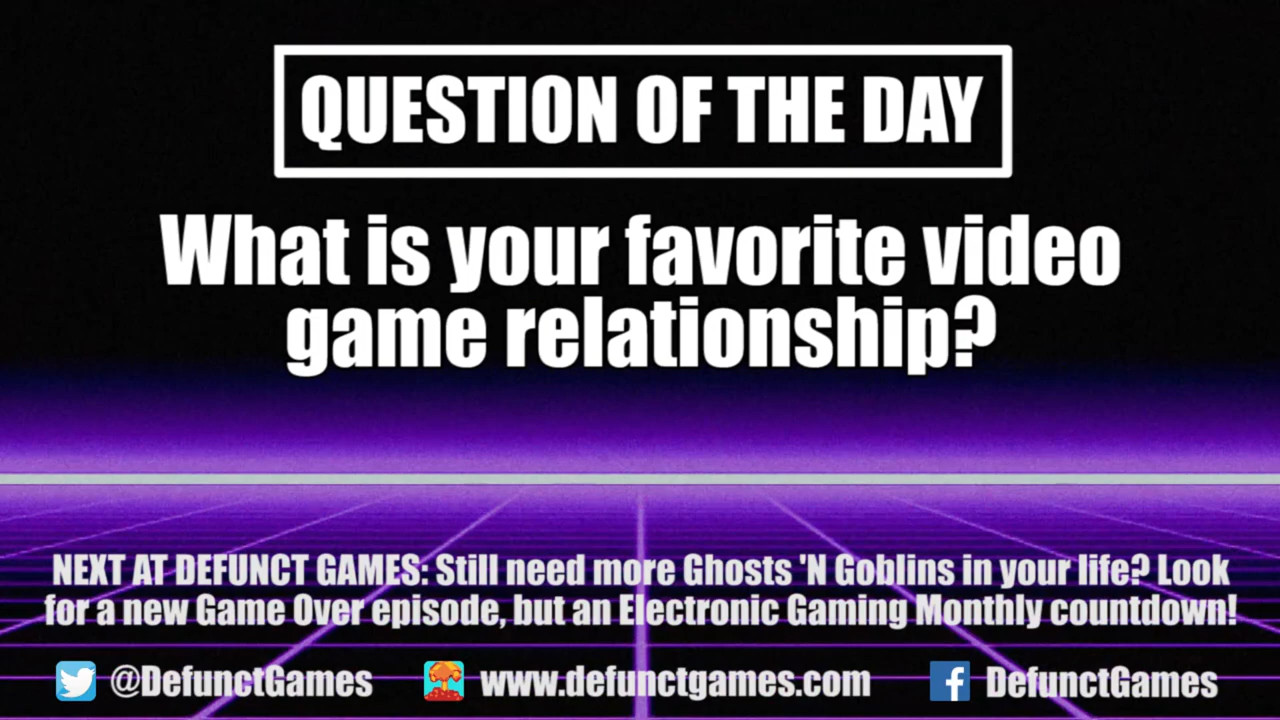 QUESTION OF THE DAY
What is your favorite video
game relationship?
NEXT AT DEFUNCT GAMES: Still need more Ghosts 'N Goblins in your life? Look
for a new Game Over episode, but an Electronic Gaming Monthly countdown!
@DefunctGames www.defunctgames.com DefunctGames